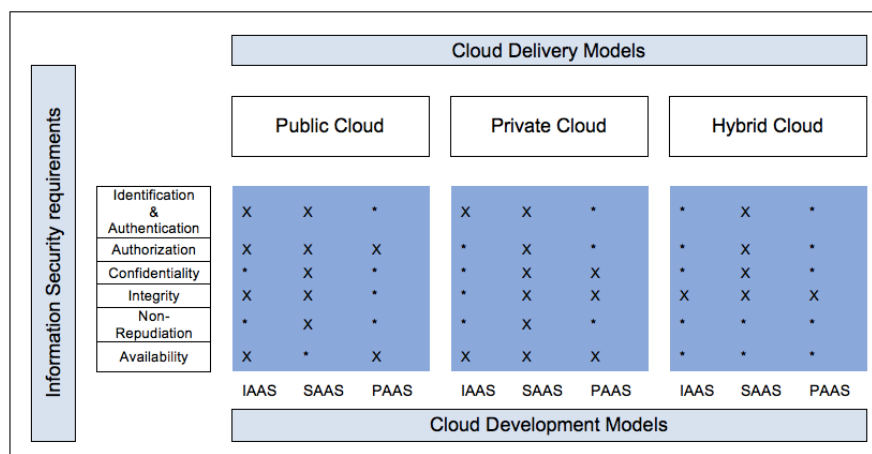 Cloud Delivery Models
Information Security requirements
Public Cloud Private Cloud Hybrid Cloud
Identification
&
Authentication
X X * X X * * X *
Authorization X X X * X * * X *
Confidentiality * X * * X X * X *
Integrity X X * * X X X X X
Non-
Repudiation
* X * * X * * * *
Availability X * X X X X * * *
IAAS SAAS PAAS IAAS SAAS PAAS IAAS SAAS PAAS
Cloud Development Models